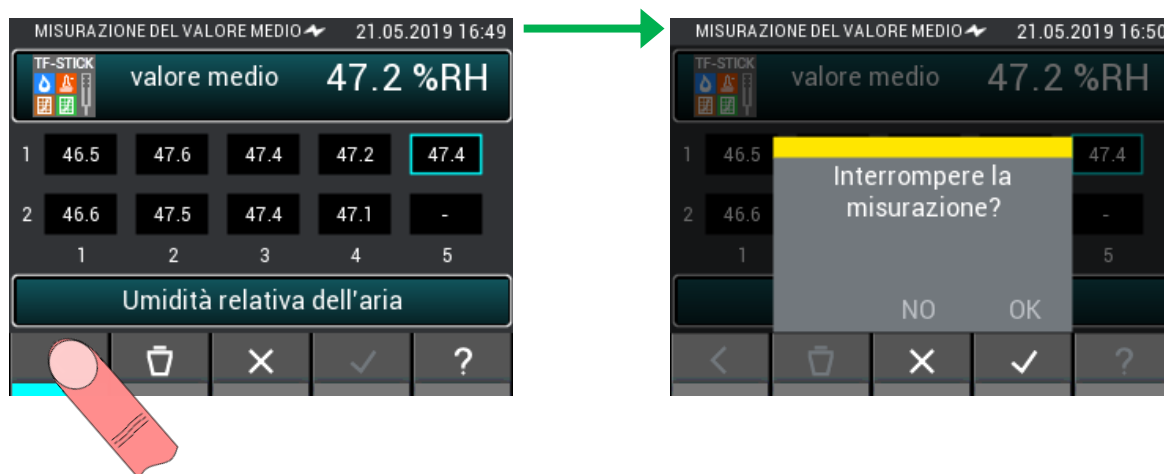 MISURAZIONE DEL VALORE MEDIO 21.05.2019 16:49
TF-STICK
valore medio 47.2 %RH
1 46.5 47.6 47.4 47.2 47.4
2 46.6 47.5 47.4 47.1 -
1 2 3 4 5
Umidità relativa dell'aria
?
MISURAZIONE DEL VALORE MEDIO 21.05.2019 16:50
TF-STICK
valore medio 47.2 %RH
1 46.5 47.4
Interrompere la
misurazione?
2 46.6 -
1 5
NO OK
?